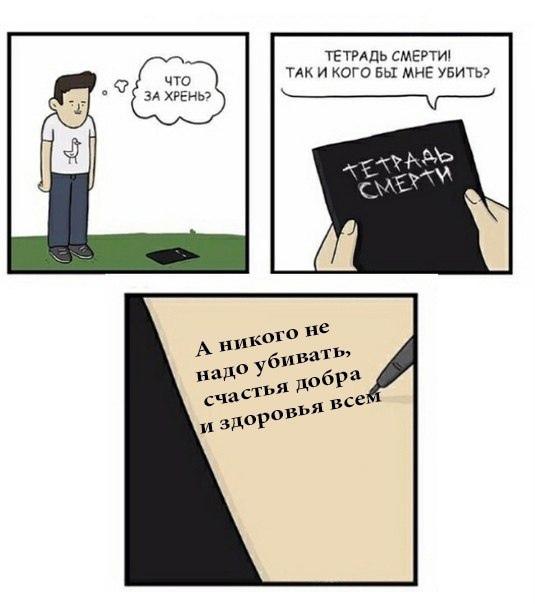 ЧТО
ЗА ХРЕНЬ?
ТЕТРАДЬ СМЕРТИ!
ТАК И КОГО БЫ МНЕ УБИТЬ?
ТЕТРАДЬ
СМЕРТИ
А никого не
надо убивать,
счастья добра
и здоровья всем